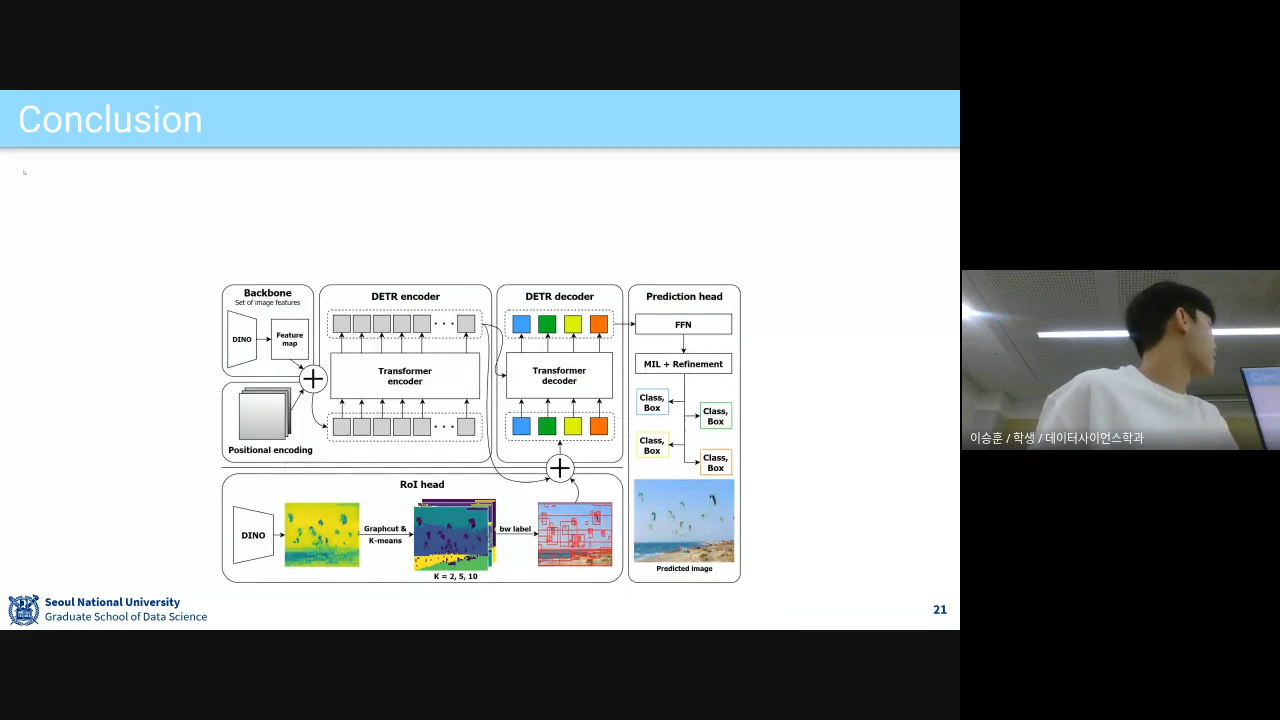 Conclusion
Backbone
Set of image features
DINO
Feature
map
Positional encoding
DETR encoder
Transformer
encoder
DETR decoder
Transformer
decoder
Prediction head
FFN
MIL + Refinement
Class,
Box
Class,
Box
Class,
Box
Class,
Box
Predicted image
RoI head
DINO
Graphcut &
K-means
K = 2, 5, 10
bw label
Seoul National University
Graduate School of Data Science
21
이승훈 / 학생 / 데이터사이언스학과